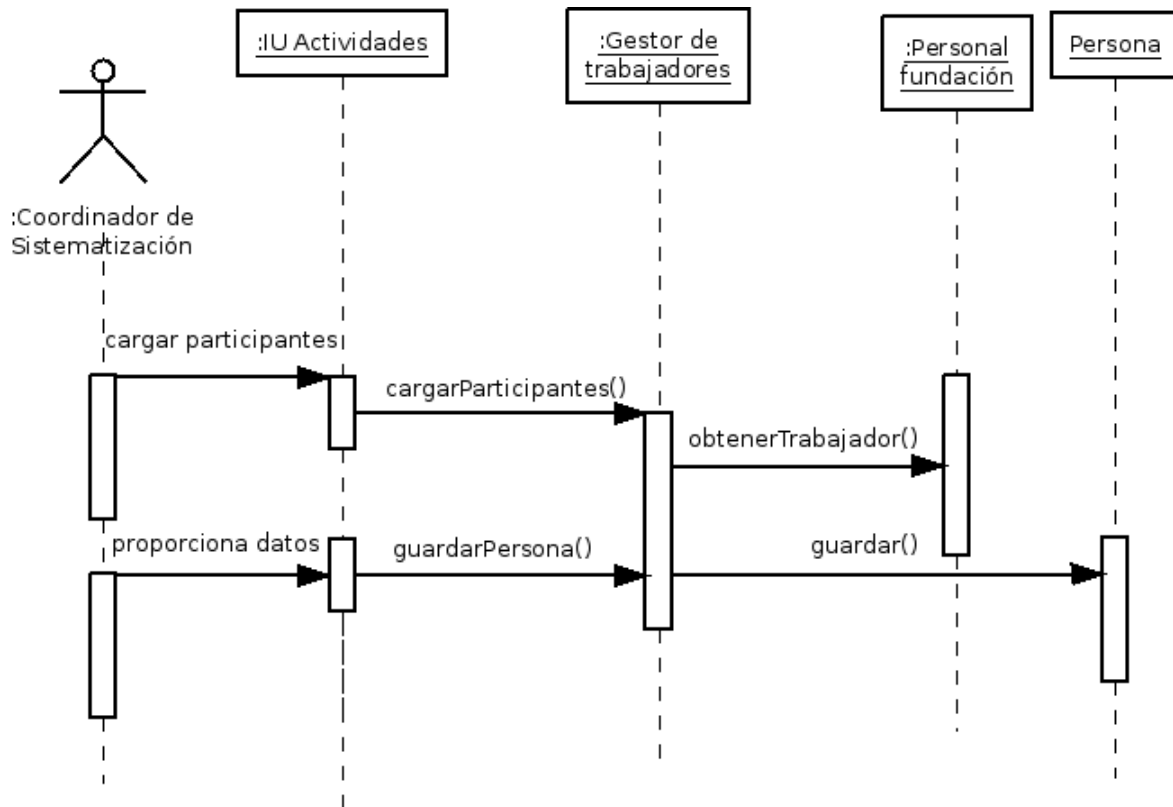 :IU Actividades
:Gestor de
trabajadores
:Personal
fundación
Persona
:Coordinador de
Sistematización
cargar participantes
cargarParticipantes()
obtenerTrabajador()
proporciona datos
guardarPersona()
guardar()